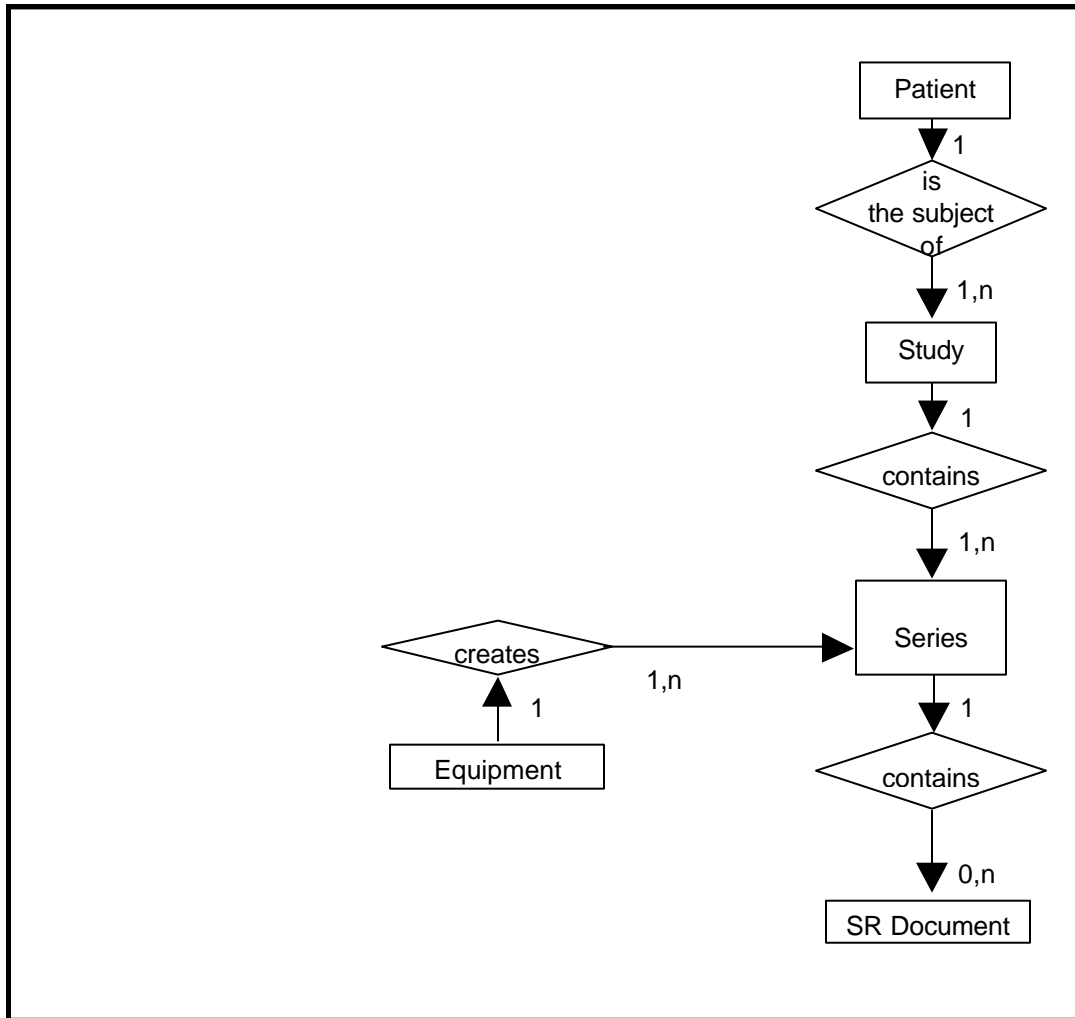 Patient
1
is
the subject
of
1,n
Study
1
contains
1,n
Series
creates
1,n
1
1
Equipment
contains
0,n
SR Document